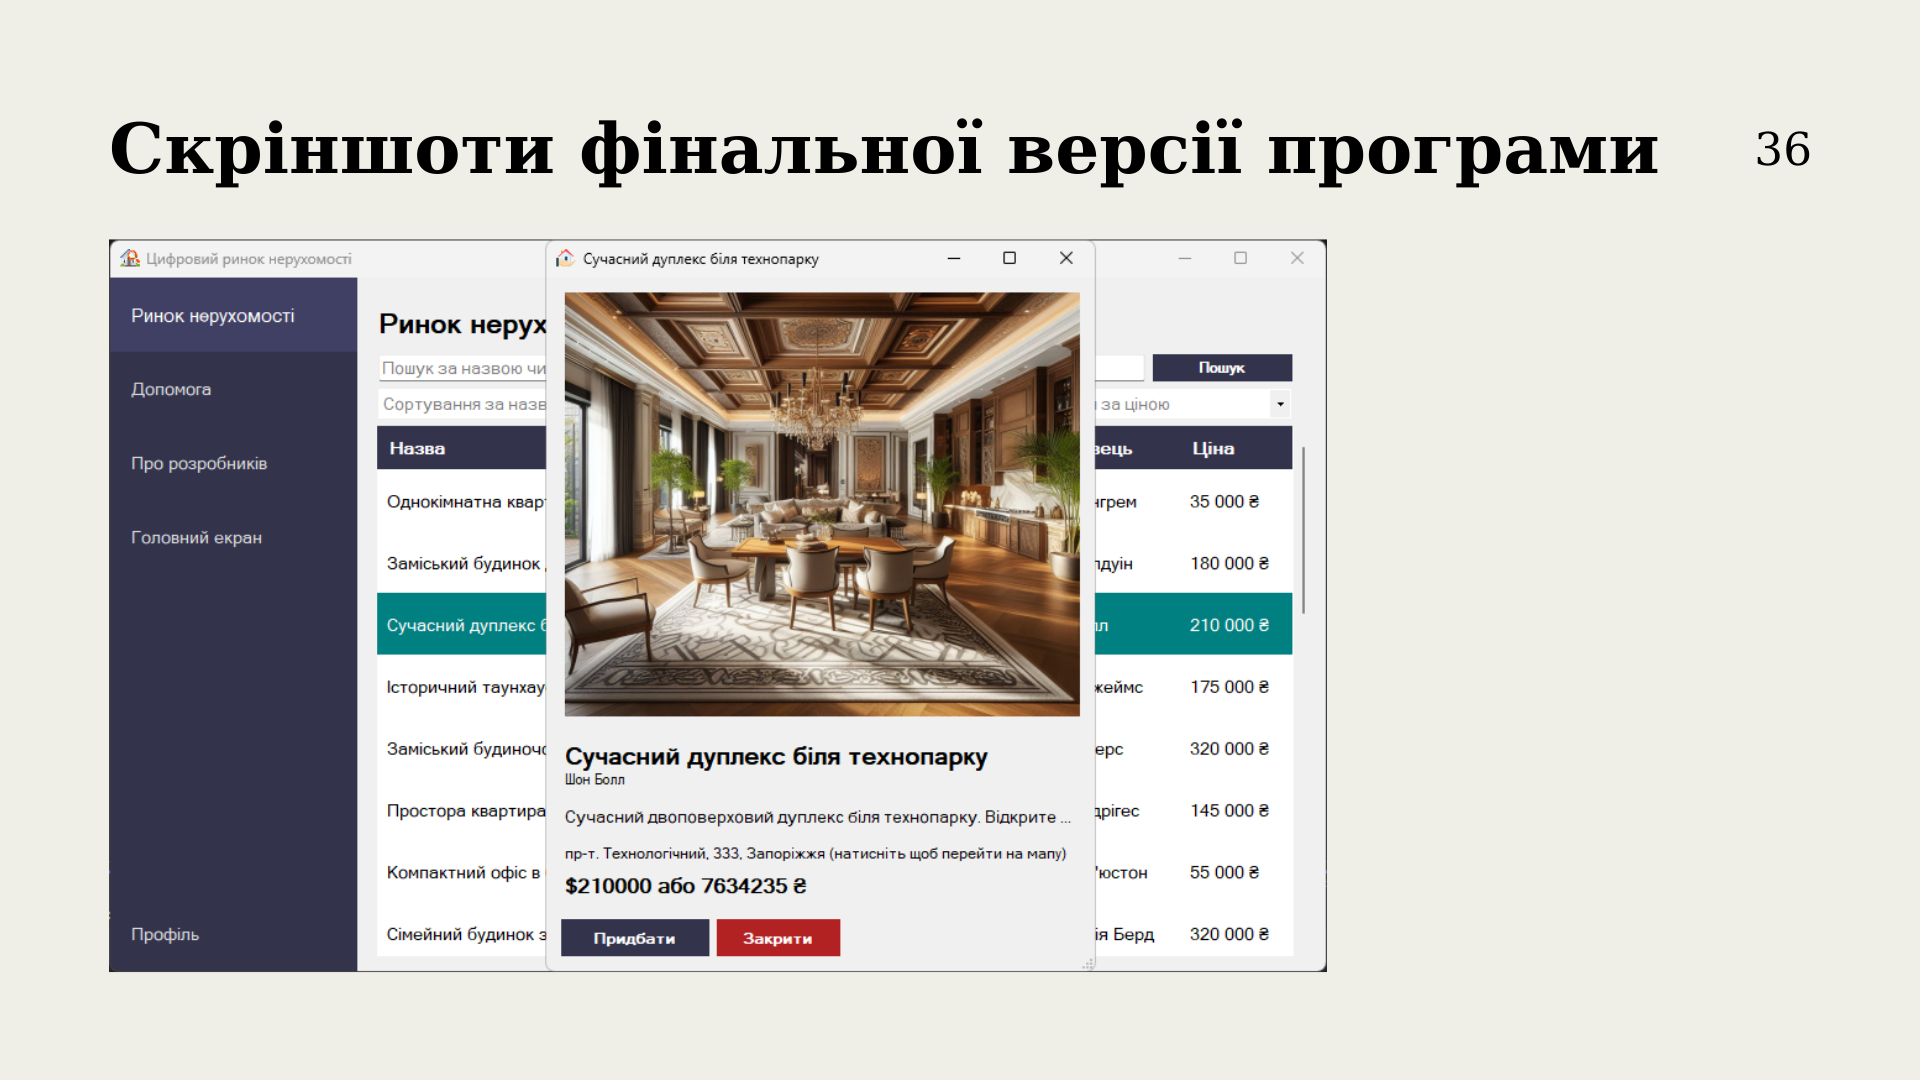 Скріншоти фінальної версії програми
36
Цифровий ринок нерухомості
Сучасний дуплекс біля технопарку
Ринок нерухомості
Допомога
Про розробників
Головний екран
Профіль
Ринок нерух
Пошук за назвою чи
Пошук
Сортування за назв
за ціною
Назва
вець
Ціна
Однокімнатна кварт
нгрем
35 000 ₴
Заміський будинок
лдуін
180 000 ₴
Сучасний дуплекс б
лл
210 000 ₴
Історичний таунхау
жеймс
175 000 ₴
Заміський будиночо
ерс
320 000 ₴
Простора квартира
дрігес
145 000 ₴
Компактний офіс в
'юстон
55 000 ₴
Сімейний будинок з
ія Берд
320 000 ₴
Сучасний дуплекс біля технопарку
Шон Болл
Сучасний двоповерховий дуплекс біля технопарку. Відкрите ...
пр-т. Технологічний, 333, Запоріжжя (натисніть щоб перейти на мапу)
$210000 або 7634235 ₴
Придбати
Закрити